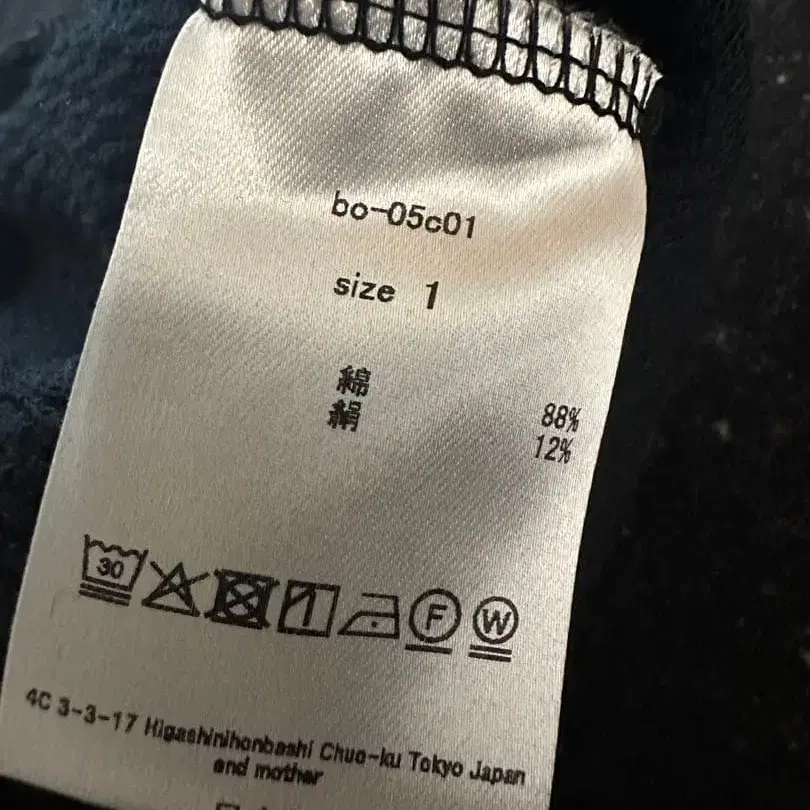 bo-05c01
size 1
綿 88%
絹 12%
30
F W
4C 3-3-17 Higashinihonbashi Chuo-ku Tokyo Japan
and mother